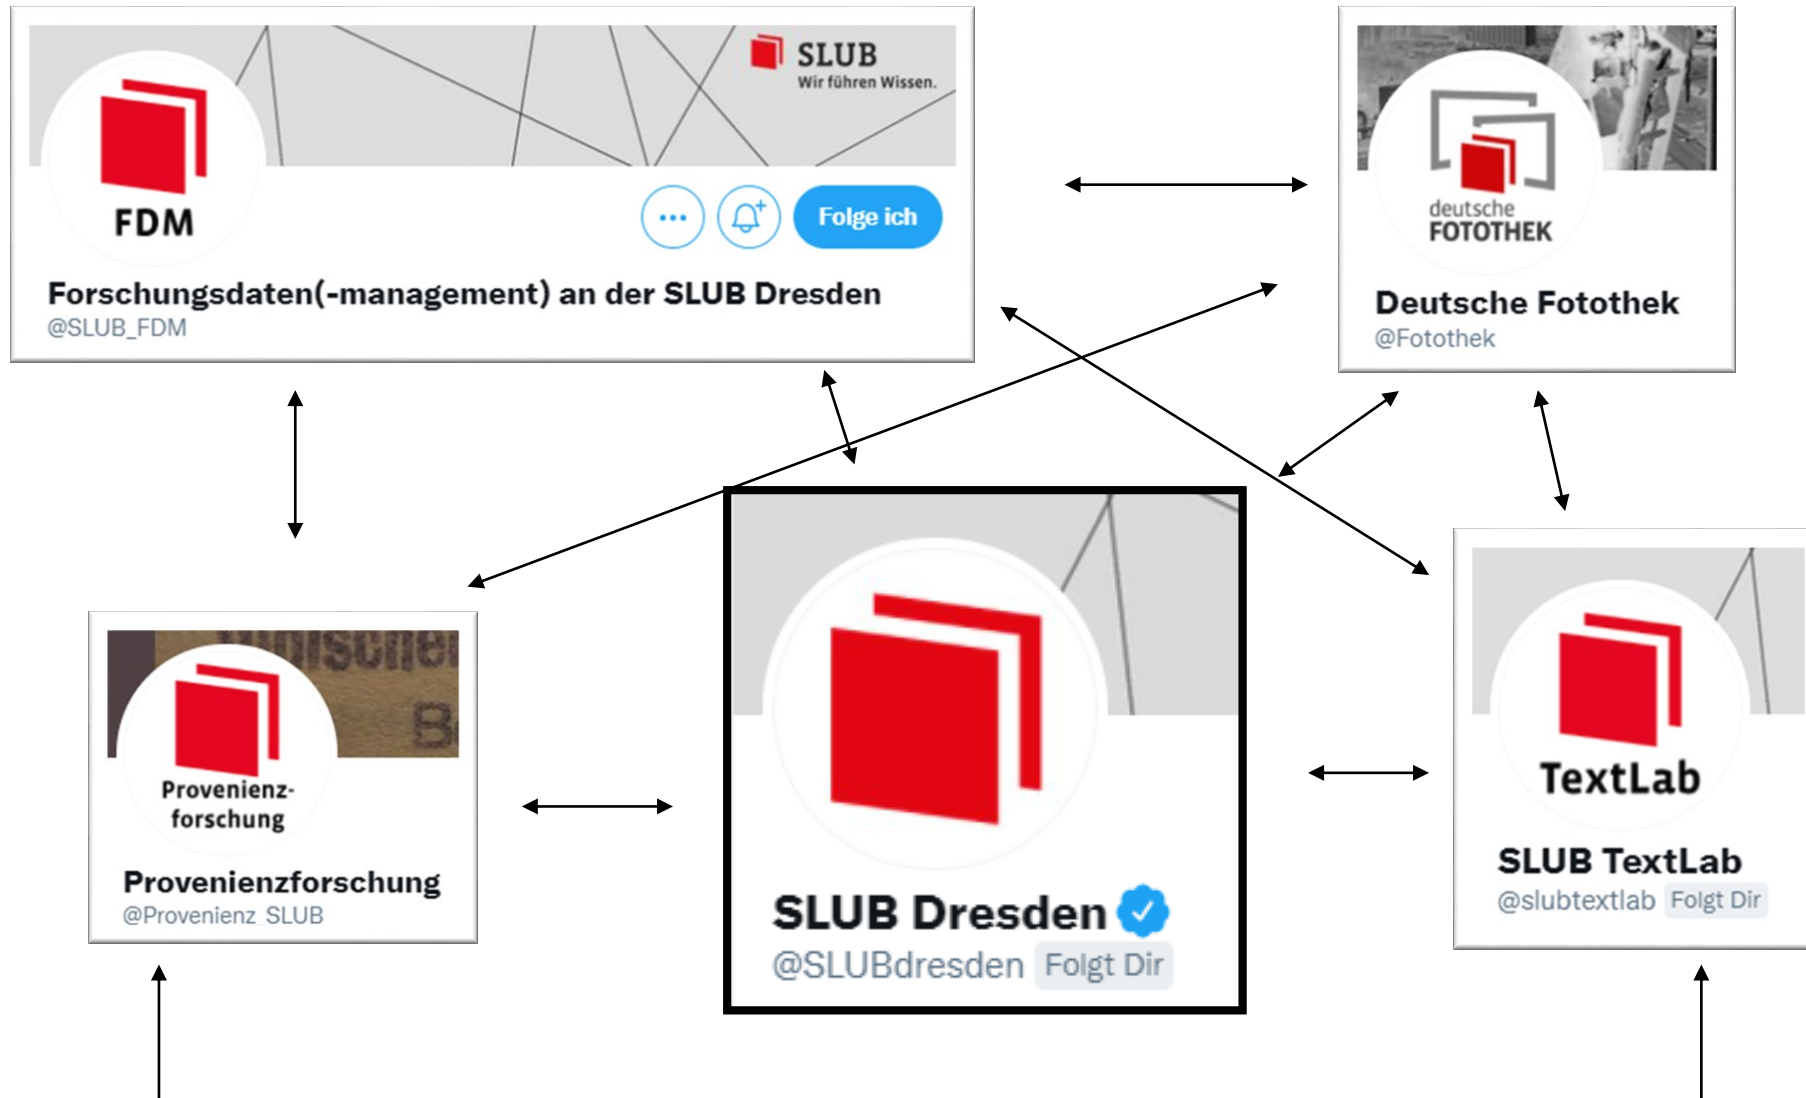 SLUB
Wir führen Wissen.
FDM
Folge ich
Forschungsdaten(-management) an der SLUB Dresden
@SLUB_FDM
deutsche
FOTOTHEK
Deutsche Fotothek
@Fotothek
Provenienz-
forschung
Provenienzforschung
@Provenienz_SLUB
SLUB Dresden
@SLUBdresden Folgt Dir
TextLab
SLUB TextLab
@slubtextlab Folgt Dir